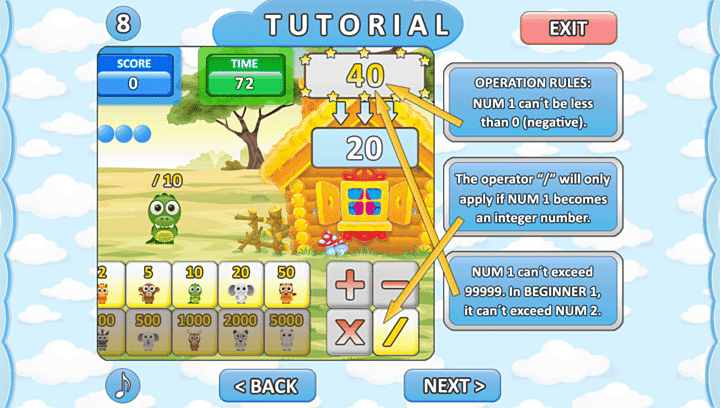 8
TUTORIAL
EXIT
SCORE
0
TIME
72
40
20
/ 10
2
5
10
20
50
00
500
1000
2000
5000
+
−
X
/
OPERATION RULES:
NUM 1 can´t be less
than 0 (negative).
The operator “/” will only
apply if NUM 1 becomes
an integer number.
NUM 1 can´t exceed
99999. In BEGINNER 1,
it can´t exceed NUM 2.
< BACK
NEXT >